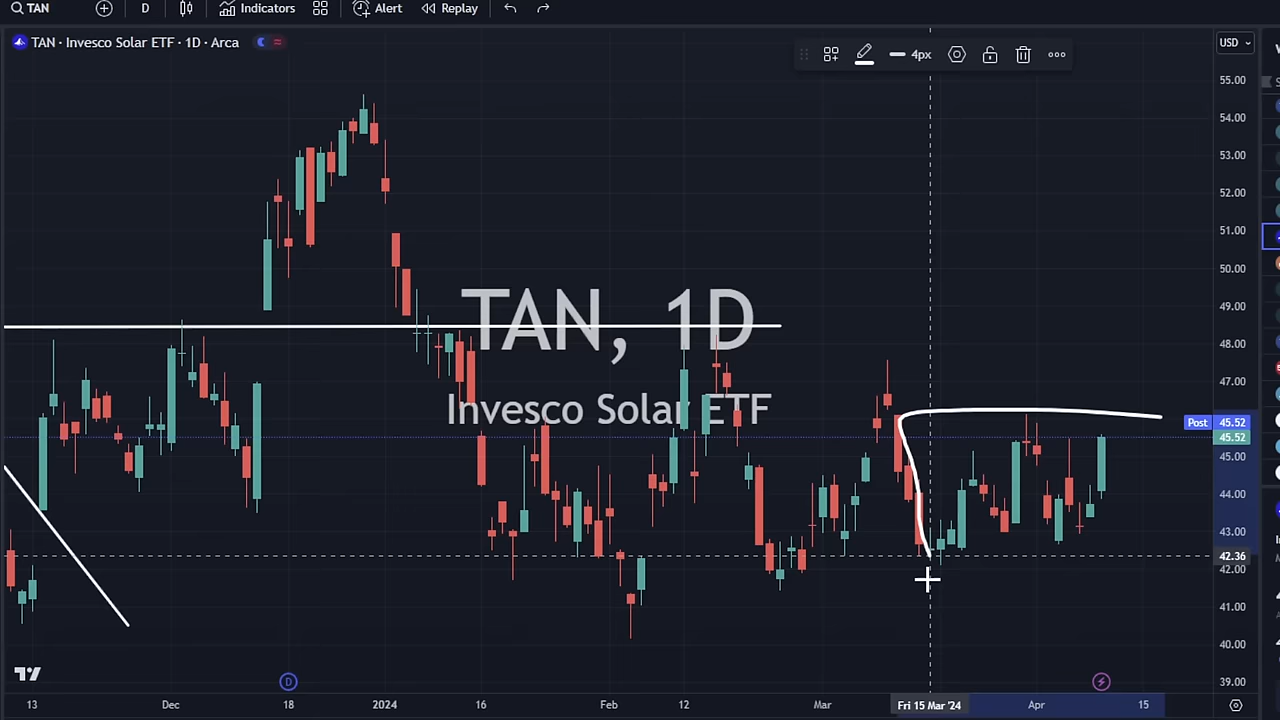 TAN D Indicators Alert Replay
TAN · Invesco Solar ETF · 1D · Arca
4px
USD
55.00
54.00
53.00
52.00
51.00
50.00
49.00
48.00
47.00
Post 45.52
45.52
45.00
44.00
43.00
42.36
42.00
41.00
40.00
39.00
TAN, 1D
Invesco Solar ETF
D
13 Dec 18 2024 16 Feb 12 Mar Fri 15 Mar '24 Apr 15